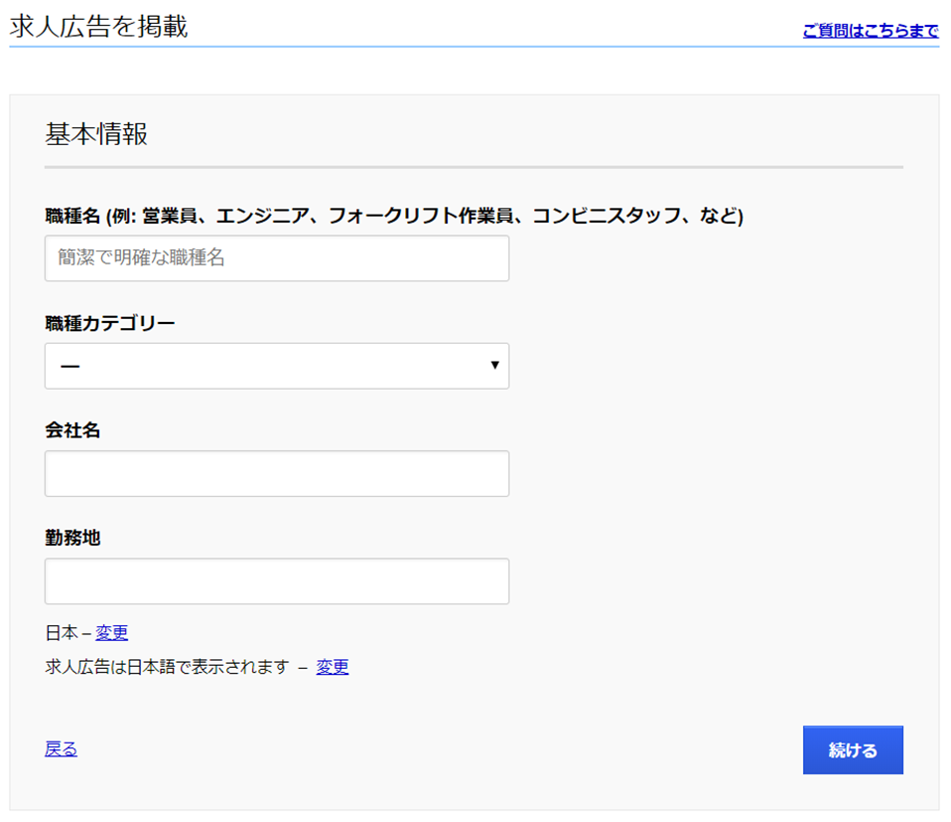 求人広告を掲載
ご質問はこちらまで
基本情報
職種名 (例: 営業員、エンジニア、フォークリフト作業員、コンビニスタッフ、など)
簡潔で明確な職種名
職種カテゴリー
—
会社名
勤務地
日本 – 変更
求人広告は日本語で表示されます – 変更
戻る
続ける